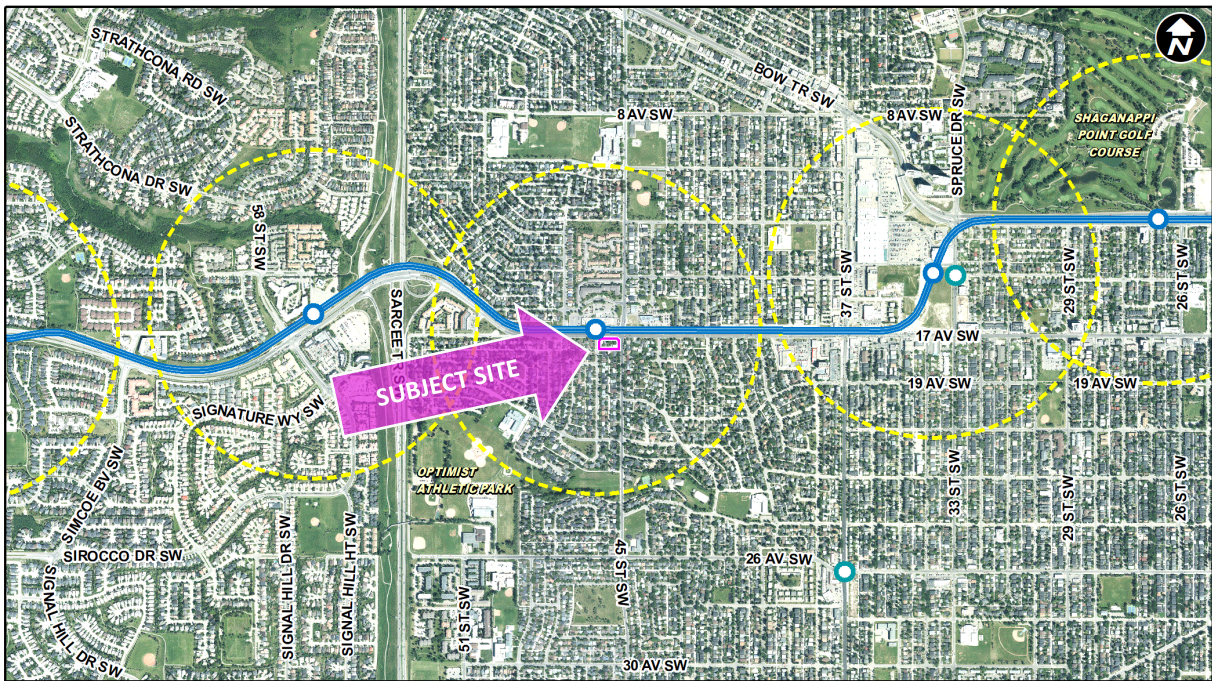 STRATHCONA RD SW
N
BOW TR SW
8 AV SW
8 AV SW
SPRUCE DR SW
SHAGANAPPI
POINT GOLF
COURSE
STRATHCONA DR SW
58 ST SW
SARCEE TR S
37 ST SW
29 ST SW
26 ST SW
17 AV SW
SUBJECT SITE
19 AV SW
19 AV SW
SIGNATURE WY SW
OPTIMIST
ATHLETIC PARK
SIMCOE BV SW
33 ST SW
29 ST SW
26 ST SW
SIROCCO DR SW
SIGNAL HILL DR SW
SIGNAL HILL HT SW
45 ST SW
26 AV SW
SIGNAL HILL DR SW
51 ST SW
30 AV SW